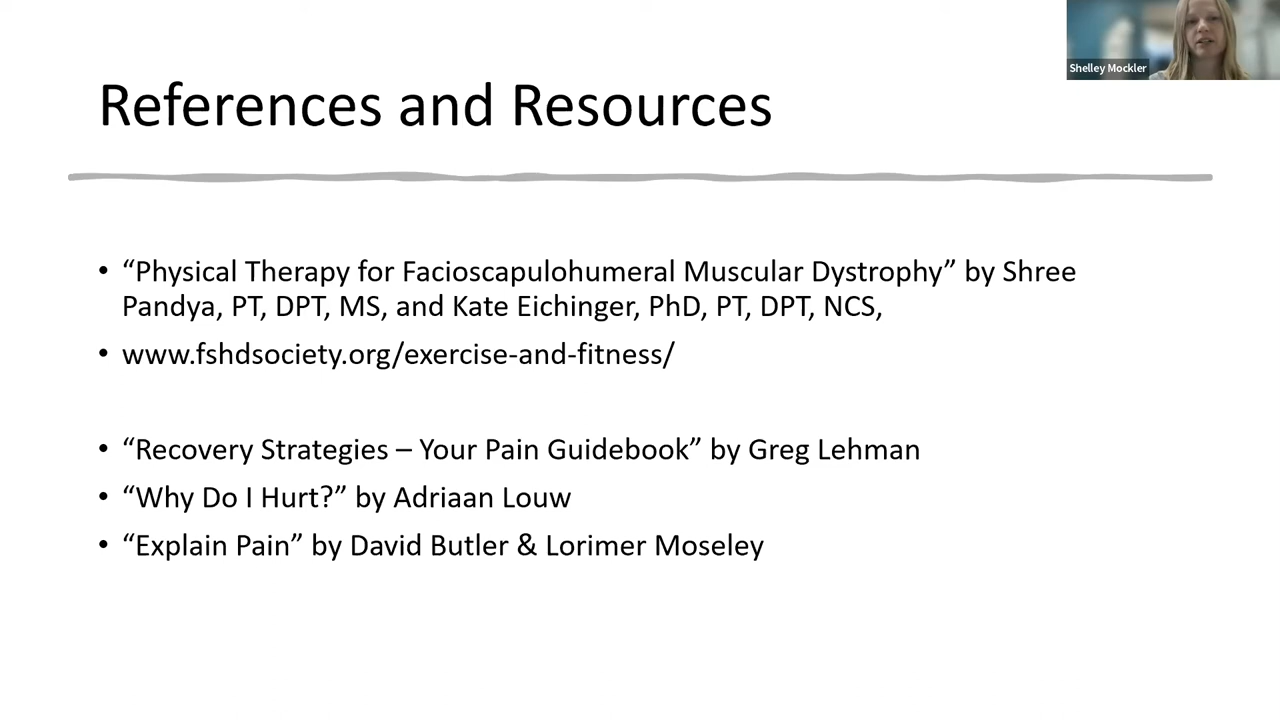 Shelley Mockler
References and Resources
• “Physical Therapy for Facioscapulohumeral Muscular Dystrophy” by Shree
Pandya, PT, DPT, MS, and Kate Eichinger, PhD, PT, DPT, NCS,
• www.fshdsociety.org/exercise-and-fitness/
• “Recovery Strategies – Your Pain Guidebook” by Greg Lehman
• “Why Do I Hurt?” by Adriaan Louw
• “Explain Pain” by David Butler & Lorimer Moseley